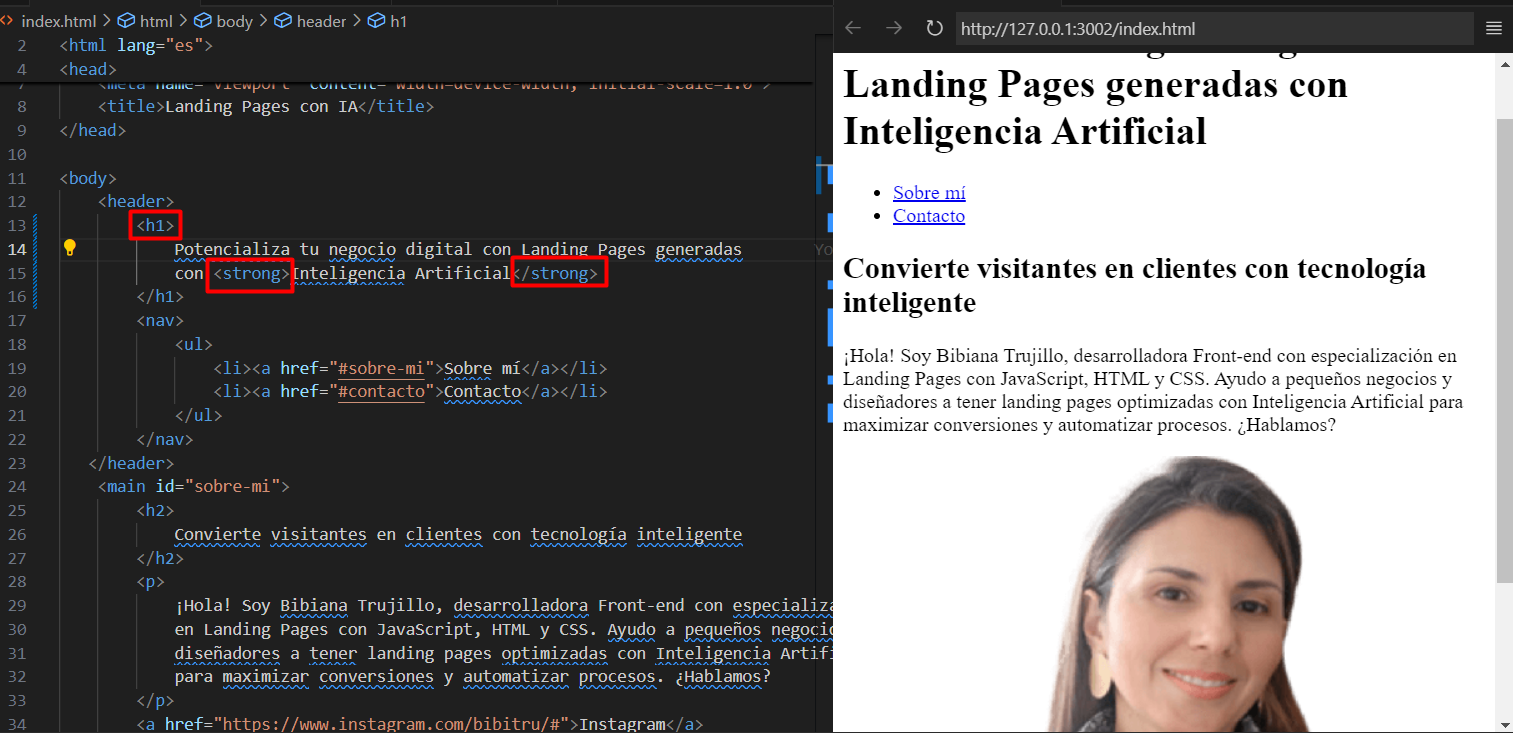 index.html > html > body > header > h1
2 <html lang="es">
4 <head>
7 <meta name="viewport" content="width=device-width, initial-scale=1.0">
8 <title>Landing Pages con IA</title>
9 </head>
10
11 <body>
12 <header>
13 <h1>
14 Potencializa tu negocio digital con Landing Pages generadas
15 con <strong>Inteligencia Artificial</strong>
16 </h1>
17 <nav>
18 <ul>
19 <li><a href="#sobre-mi">Sobre mí</a></li>
20 <li><a href="#contacto">Contacto</a></li>
21 </ul>
22 </nav>
23 </header>
24 <main id="sobre-mi">
25 <h2>
26 Convierte visitantes en clientes con tecnología inteligente
27 </h2>
28 <p>
29 ¡Hola! Soy Bibiana Trujillo, desarrolladora Front-end con especializa
30 en Landing Pages con JavaScript, HTML y CSS. Ayudo a pequeños negocio
31 diseñadores a tener landing pages optimizadas con Inteligencia Artifi
32 para maximizar conversiones y automatizar procesos. ¿Hablamos?
33 </p>
34 <a href="https://www.instagram.com/bibitru/#">Instagram</a>
Yo
http://127.0.0.1:3002/index.html
Landing Pages generadas con
Inteligencia Artificial
Sobre mí
Contacto
Convierte visitantes en clientes con tecnología
inteligente
¡Hola! Soy Bibiana Trujillo, desarrolladora Front-end con especialización en
Landing Pages con JavaScript, HTML y CSS. Ayudo a pequeños negocios y
diseñadores a tener landing pages optimizadas con Inteligencia Artificial para
maximizar conversiones y automatizar procesos. ¿Hablamos?